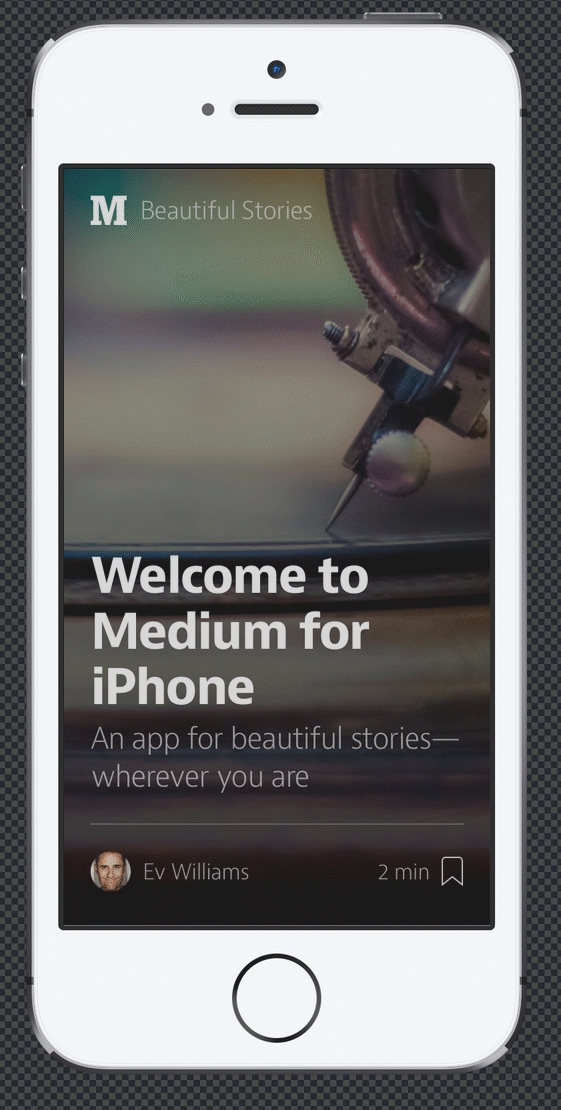 M Beautiful Stories
Welcome to
Medium for
iPhone
An app for beautiful stories—
wherever you are
Ev Williams 2 min